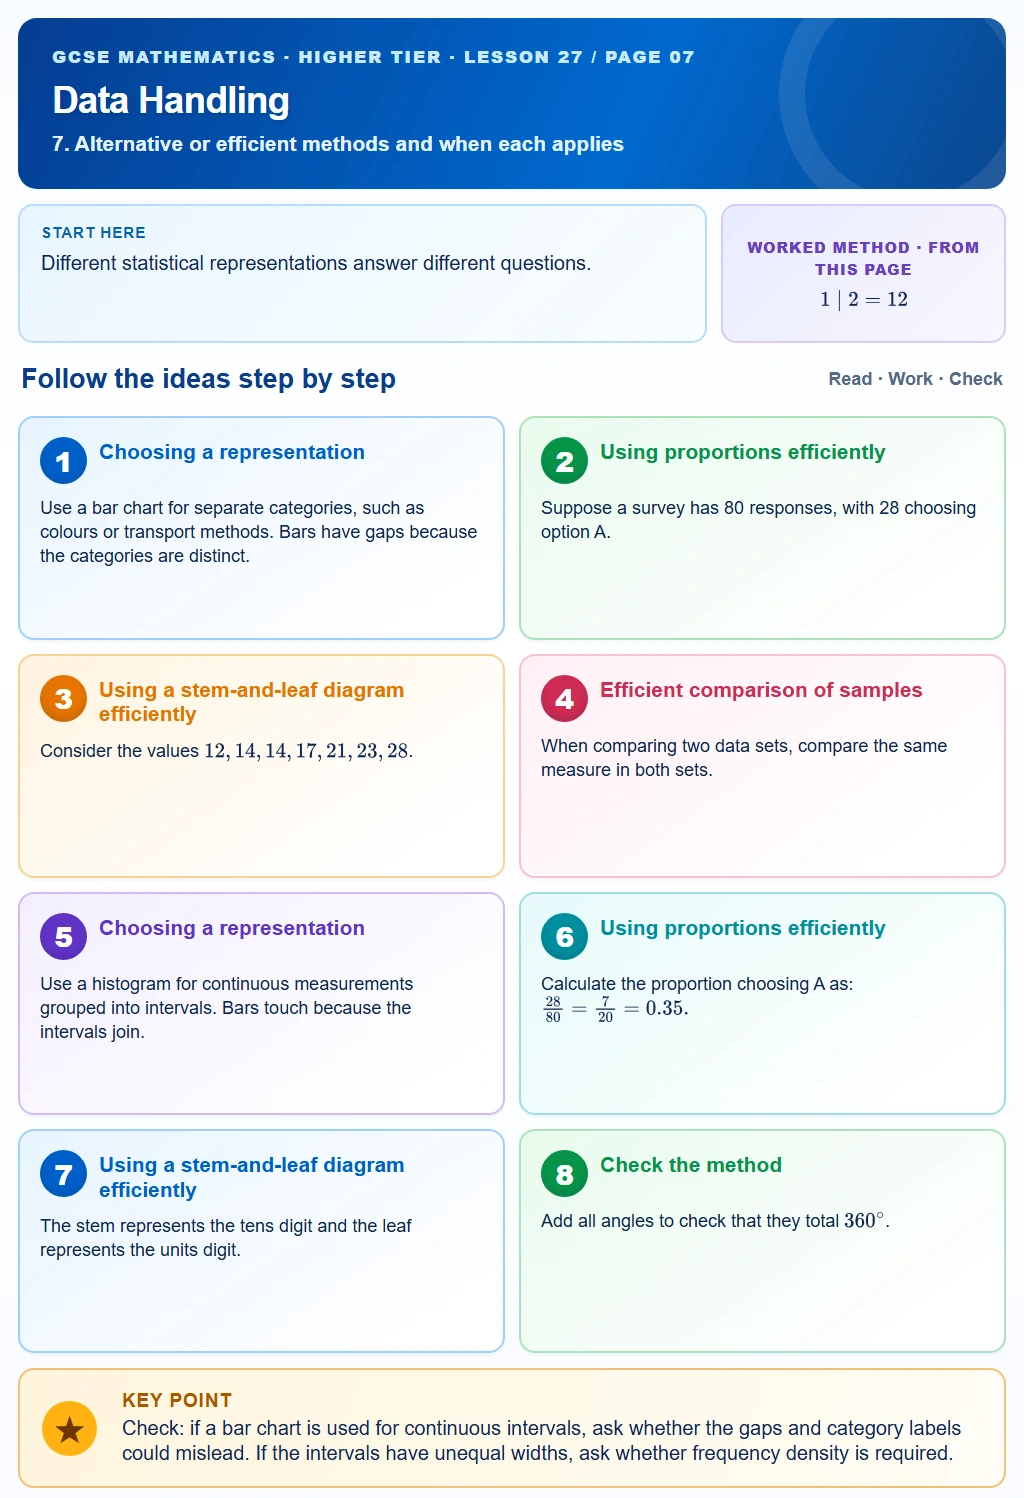 GCSE MATHEMATICS · HIGHER TIER · LESSON 27 / PAGE 07
Data Handling
7. Alternative or efficient methods and when each applies
START HERE
Different statistical representations answer different questions.
WORKED METHOD · FROM
THIS PAGE
1 | 2 = 12
Follow the ideas step by step
Read · Work · Check
1
Choosing a representation
Use a bar chart for separate categories, such as
colours or transport methods. Bars have gaps because
the categories are distinct.
2
Using proportions efficiently
Suppose a survey has 80 responses, with 28 choosing
option A.
3
Using a stem-and-leaf diagram
efficiently
Consider the values 12, 14, 14, 17, 21, 23, 28.
4
Efficient comparison of samples
When comparing two data sets, compare the same
measure in both sets.
5
Choosing a representation
Use a histogram for continuous measurements
grouped into intervals. Bars touch because the
intervals join.
6
Using proportions efficiently
Calculate the proportion choosing A as:
28/80 = 7/20 = 0.35.
7
Using a stem-and-leaf diagram
efficiently
The stem represents the tens digit and the leaf
represents the units digit.
8
Check the method
Add all angles to check that they total 360°.
KEY POINT
Check: if a bar chart is used for continuous intervals, ask whether the gaps and category labels
could mislead. If the intervals have unequal widths, ask whether frequency density is required.